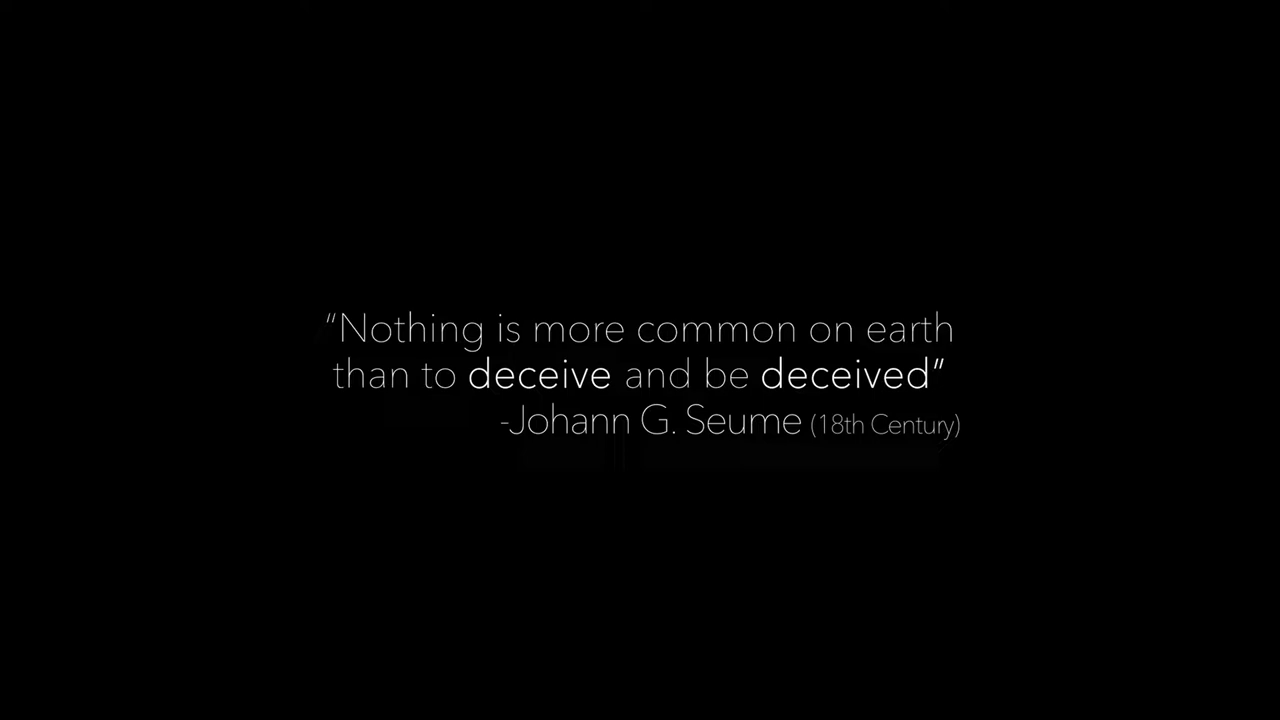 “Nothing is more common on earth
than to deceive and be deceived”
-Johann G. Seume (18th Century)